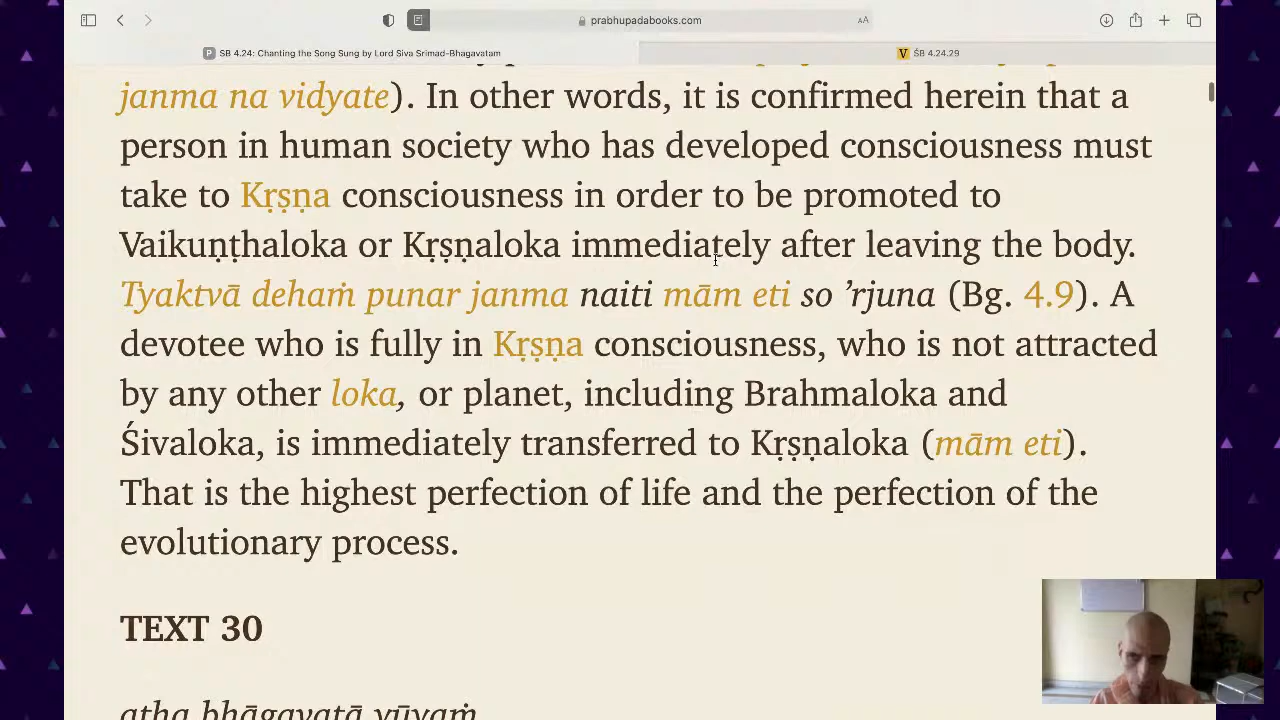 prabhupadabooks.com
P SB 4.24: Chanting the Song Sung by Lord Siva Srimad-Bhagavatam
V ŚB 4.24.29
janma na vidyate). In other words, it is confirmed herein that a
person in human society who has developed consciousness must
take to Kṛṣṇa consciousness in order to be promoted to
Vaikuṇṭhaloka or Kṛṣṇaloka immediately after leaving the body.
Tyaktvā dehaṁ punar janma naiti mām eti so ’rjuna (Bg. 4.9). A
devotee who is fully in Kṛṣṇa consciousness, who is not attracted
by any other loka, or planet, including Brahmaloka and
Śivaloka, is immediately transferred to Kṛṣṇaloka (mām eti).
That is the highest perfection of life and the perfection of the
evolutionary process.
TEXT 30
atha bhāgavatā yūyaṁ